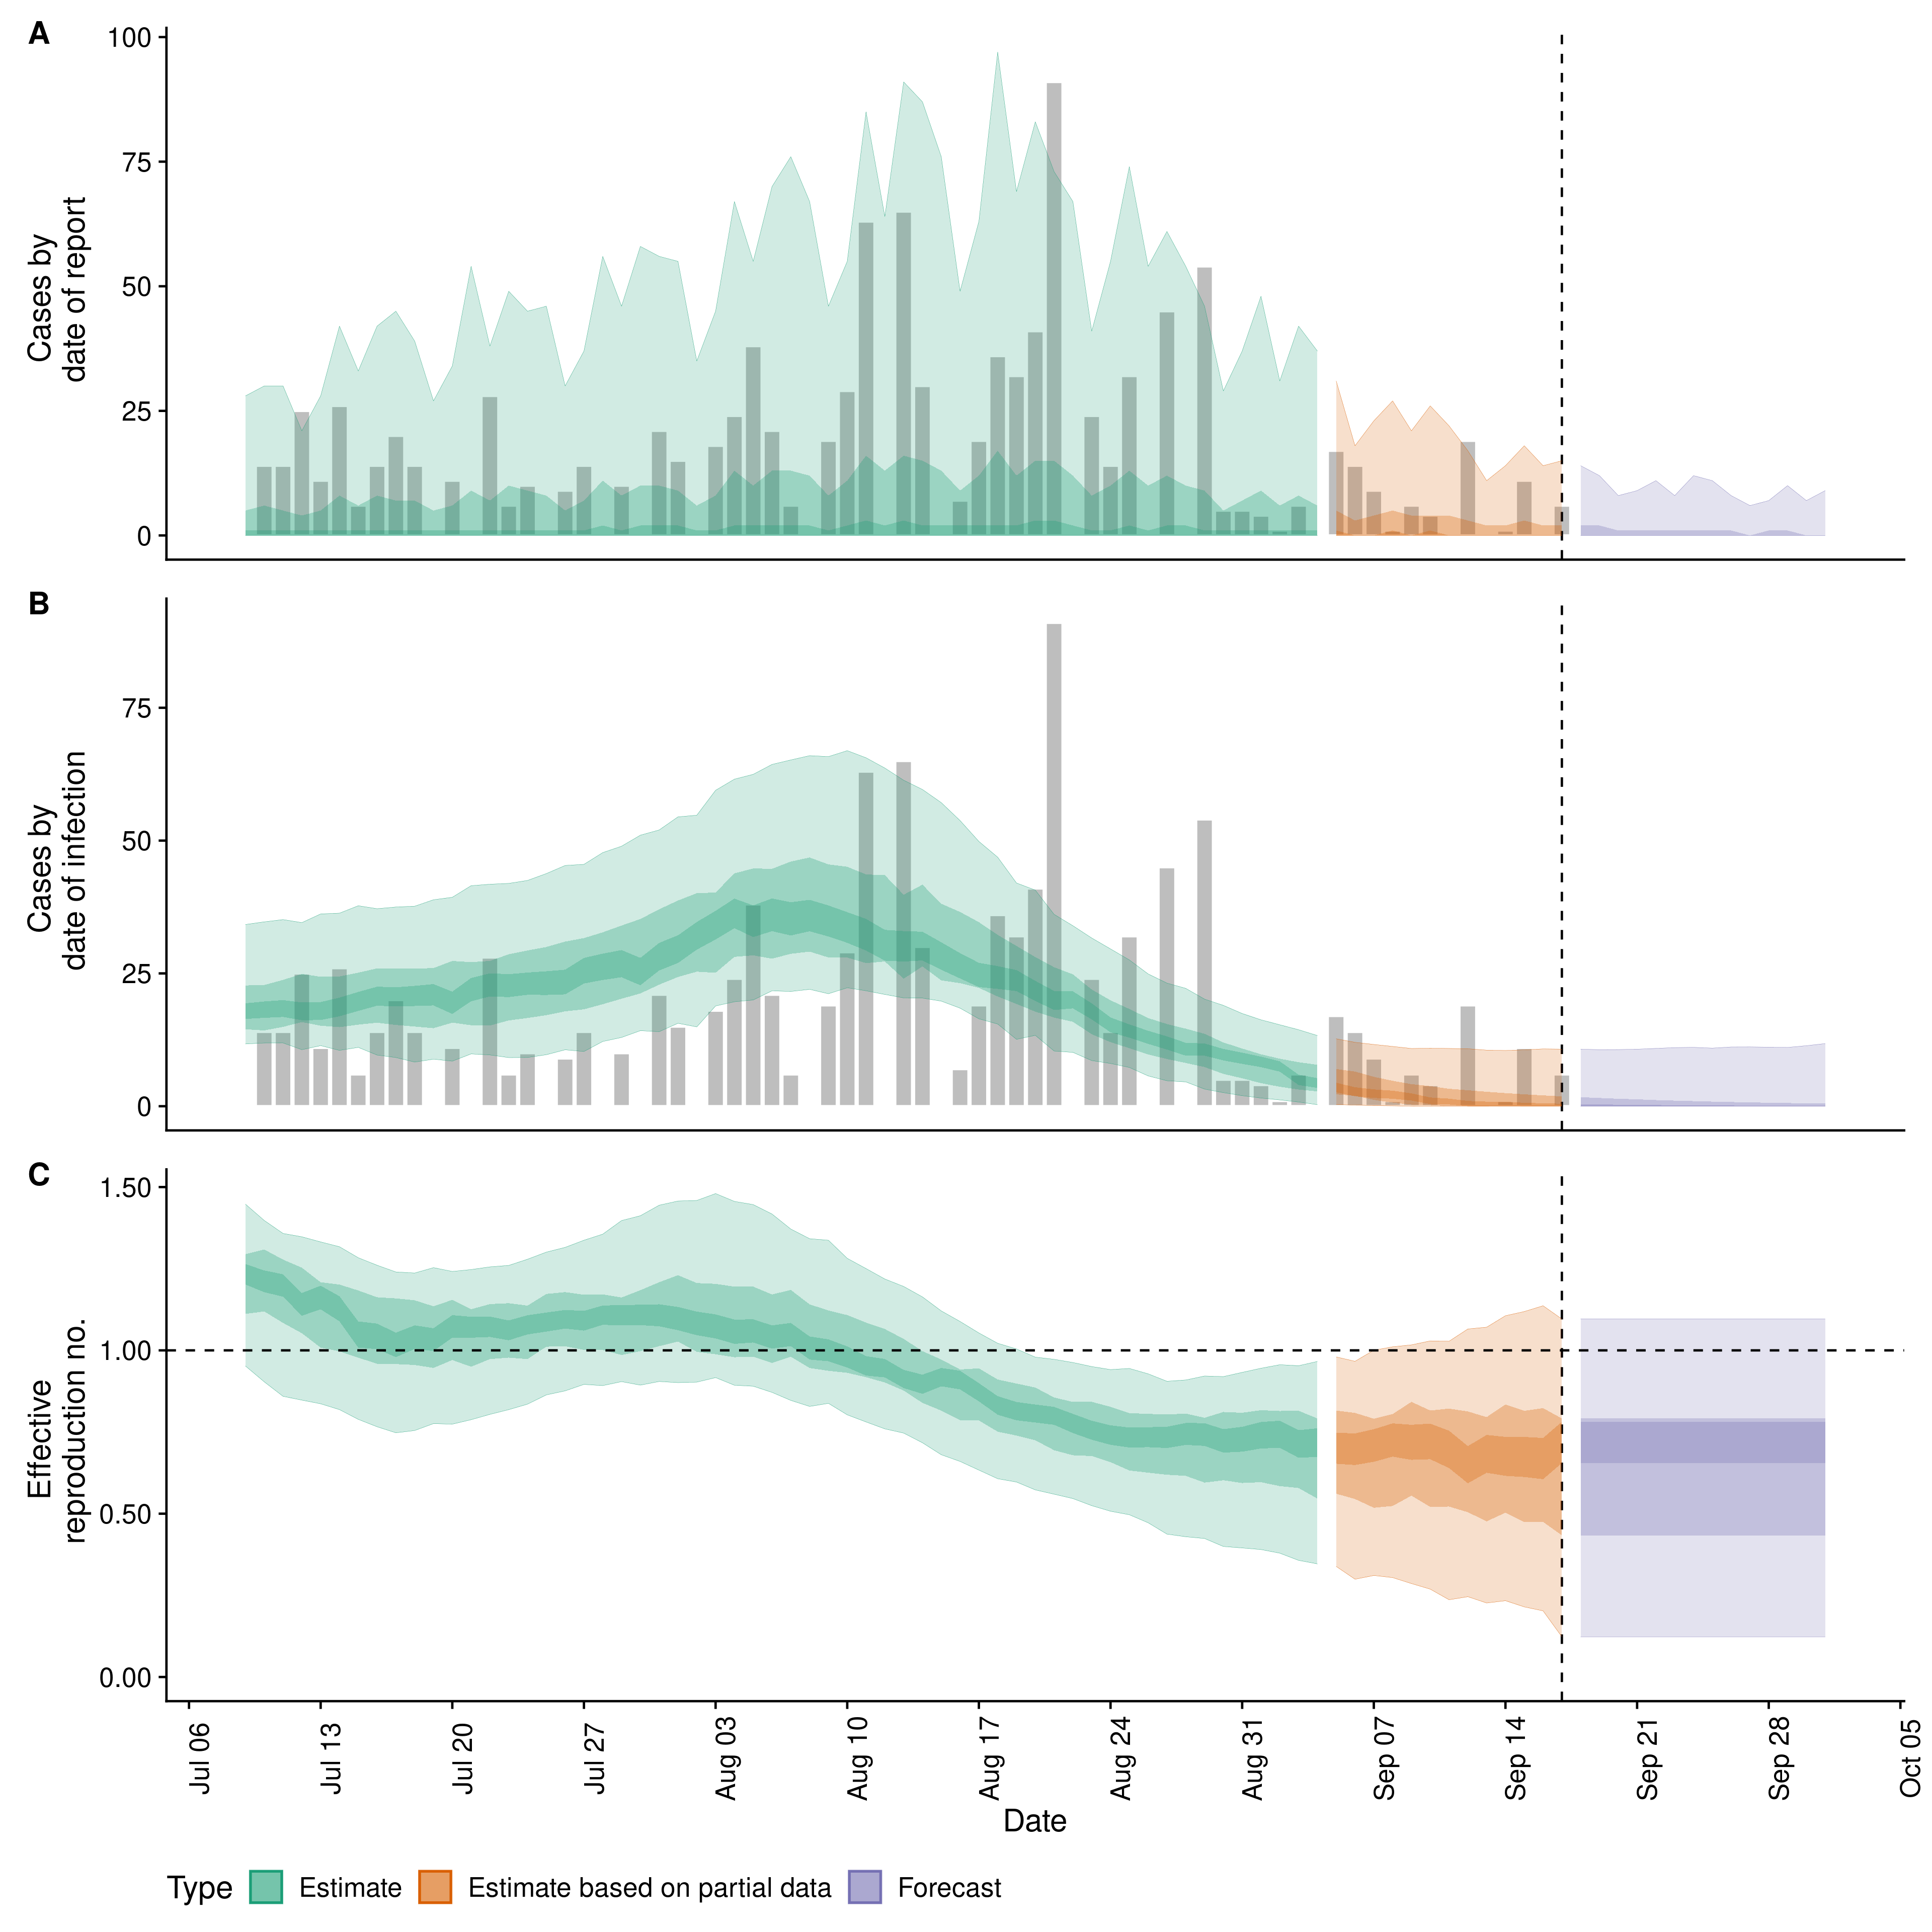 A
100
75
50
25
0
Cases by
date of report
B
75
50
25
0
Cases by
date of infection
C
1.50
1.00
0.50
0.00
Effective
reproduction no.
Jul 06
Jul 13
Jul 20
Jul 27
Aug 03
Aug 10
Aug 17
Aug 24
Aug 31
Sep 07
Sep 14
Sep 21
Sep 28
Oct 05
Date
Type Estimate Estimate based on partial data Forecast